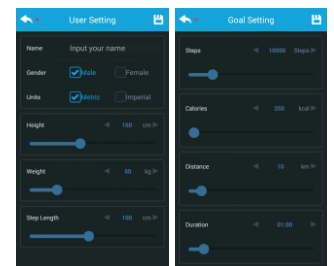 User Setting
Name Input your name
Gender Male Female
Units Metric Imperial
Height 160 cm
Weight 60 kg
Step Length 100 cm
Goal Setting
Steps 10000 Steps
Calories 250 kcal
Distance 10 km
Duration 01:00